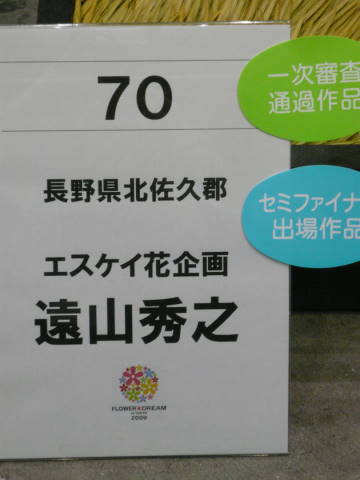 70
一次審査
通過作品
長野県北佐久郡
セミファイナ
出場作品
エスケイ花企画
遠山秀之
FLOWER DREAM
IN TOKYO
2009